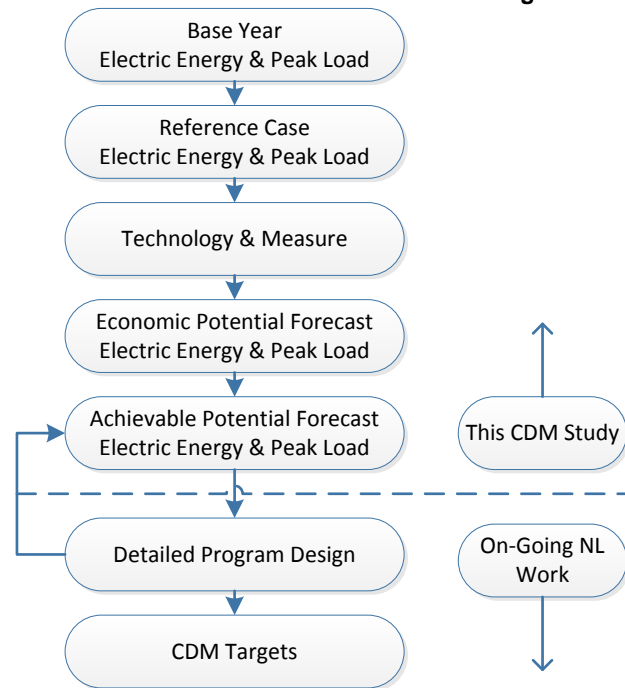 Base Year
Electric Energy & Peak Load
Reference Case
Electric Energy & Peak Load
Technology & Measure
Economic Potential Forecast
Electric Energy & Peak Load
Achievable Potential Forecast
Electric Energy & Peak Load
This CDM Study
Detailed Program Design
On-Going NL
Work
CDM Targets